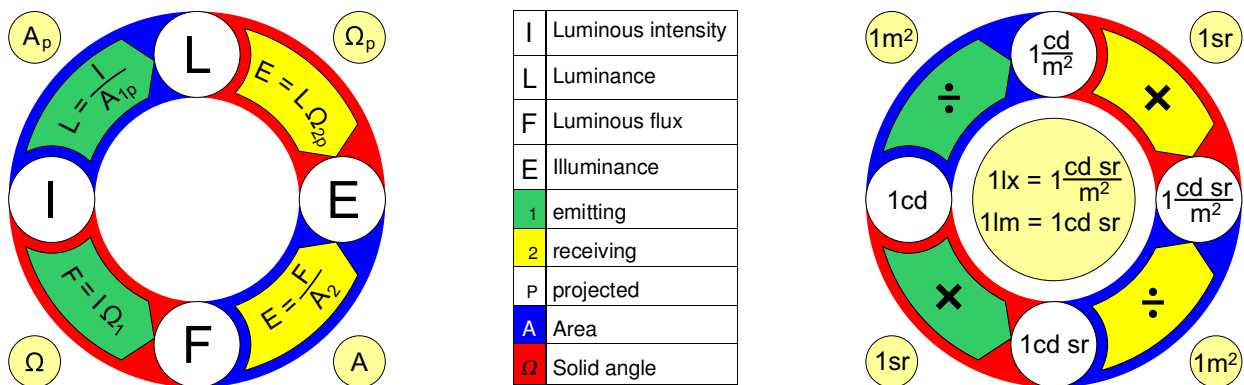 Ap
Ωp
L
L = I/A1p
E = LΩ2p
I
E
F = IΩ1
E = F/A2
F
Ω
A
I Luminous intensity
L Luminance
F Luminous flux
E Illuminance
1 emitting
2 receiving
P projected
A Area
Ω Solid angle
1m²
1sr
1 cd/m²
÷
×
1cd
1lx = 1 cd sr/m²
1lm = 1cd sr
1 cd sr/m²
×
÷
1cd sr
1sr
1m²